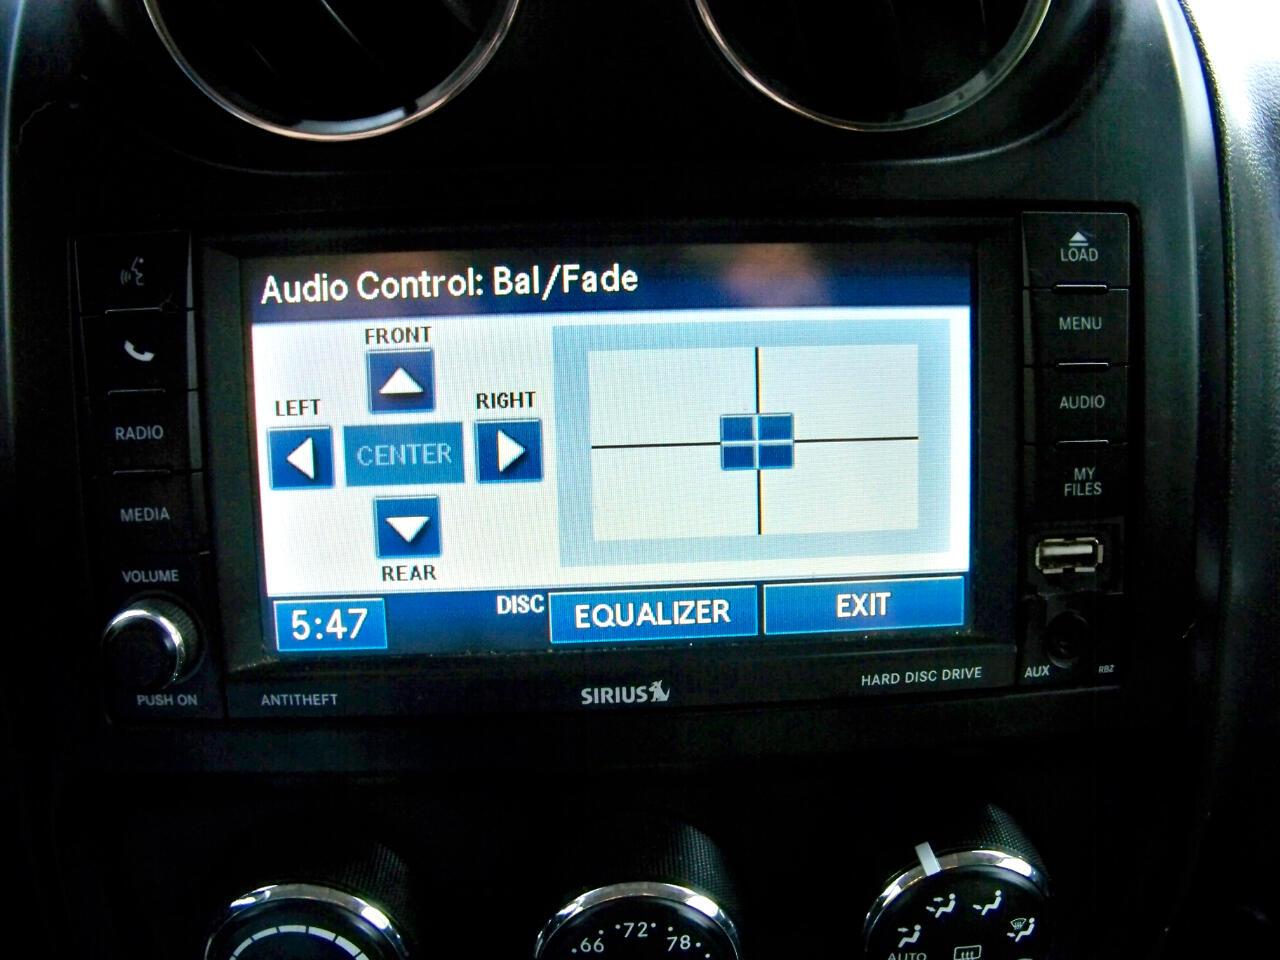 LOAD
MENU
AUDIO
MY
FILES
RADIO
MEDIA
VOLUME
PUSH ON
Audio Control: Bal/Fade
FRONT
LEFT
RIGHT
CENTER
REAR
5:47
DISC
EQUALIZER
EXIT
ANTITHEFT
SIRIUS
HARD DISC DRIVE
AUX
RBZ
66
72
78
AUTO